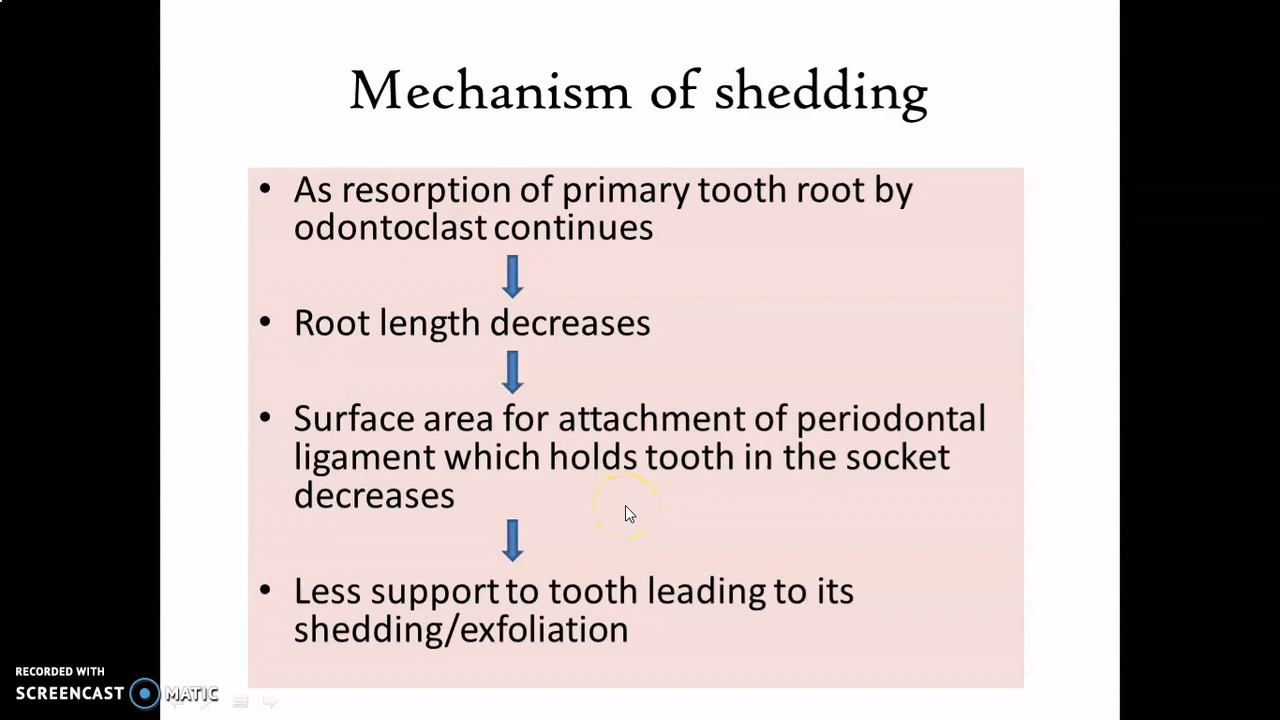 Mechanism of shedding
• As resorption of primary tooth root by
odontoclast continues
• Root length decreases
• Surface area for attachment of periodontal
ligament which holds tooth in the socket
decreases
• Less support to tooth leading to its
shedding/exfoliation
RECORDED WITH
SCREENCAST MATIC